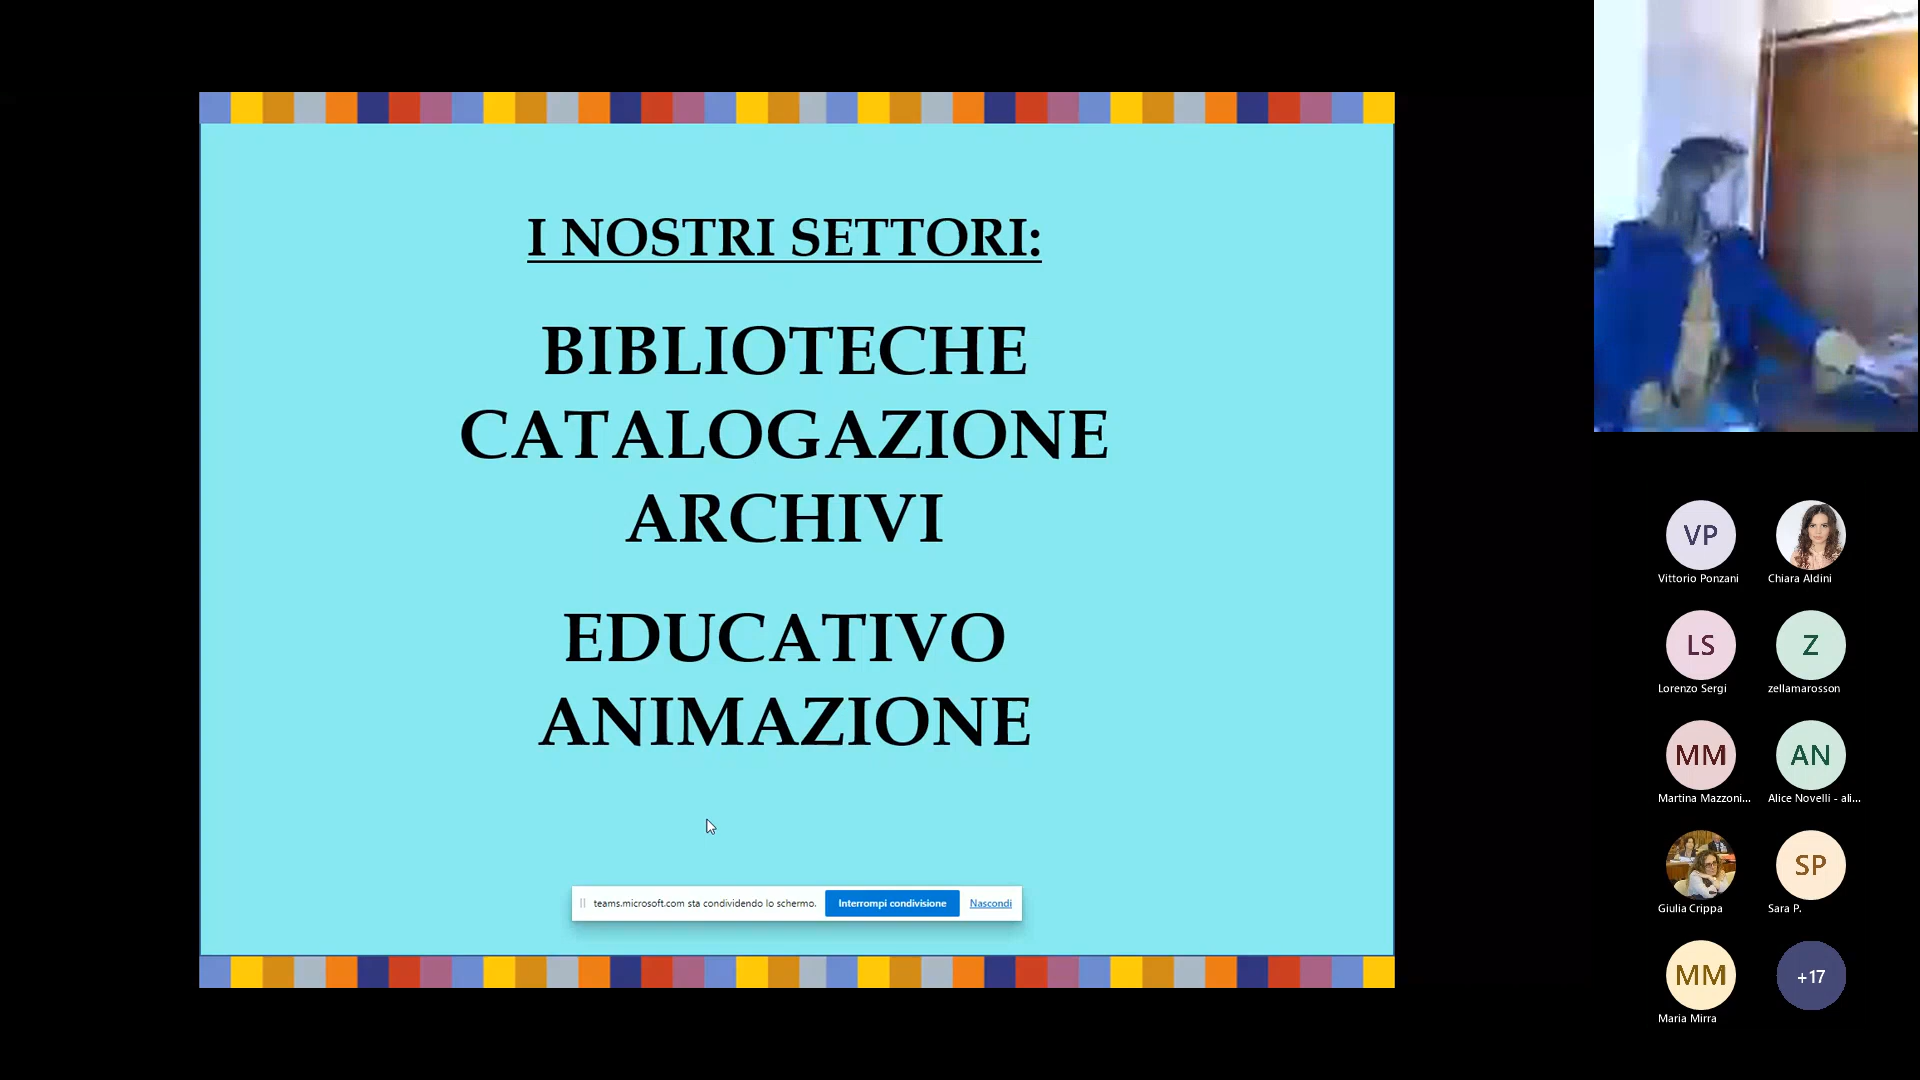 I NOSTRI SETTORI:
BIBLIOTECHE
CATALOGAZIONE
ARCHIVI
EDUCATIVO
ANIMAZIONE
teams.microsoft.com sta condividendo lo schermo.
Interrompi condivisione
Nascondi
VP
Vittorio Ponzani
Chiara Aldini
LS
Lorenzo Sergi
Z
zellamarosson
MM
Martina Mazzoni...
AN
Alice Novelli - ali...
Giulia Crippa
SP
Sara P.
MM
Maria Mirra
+17